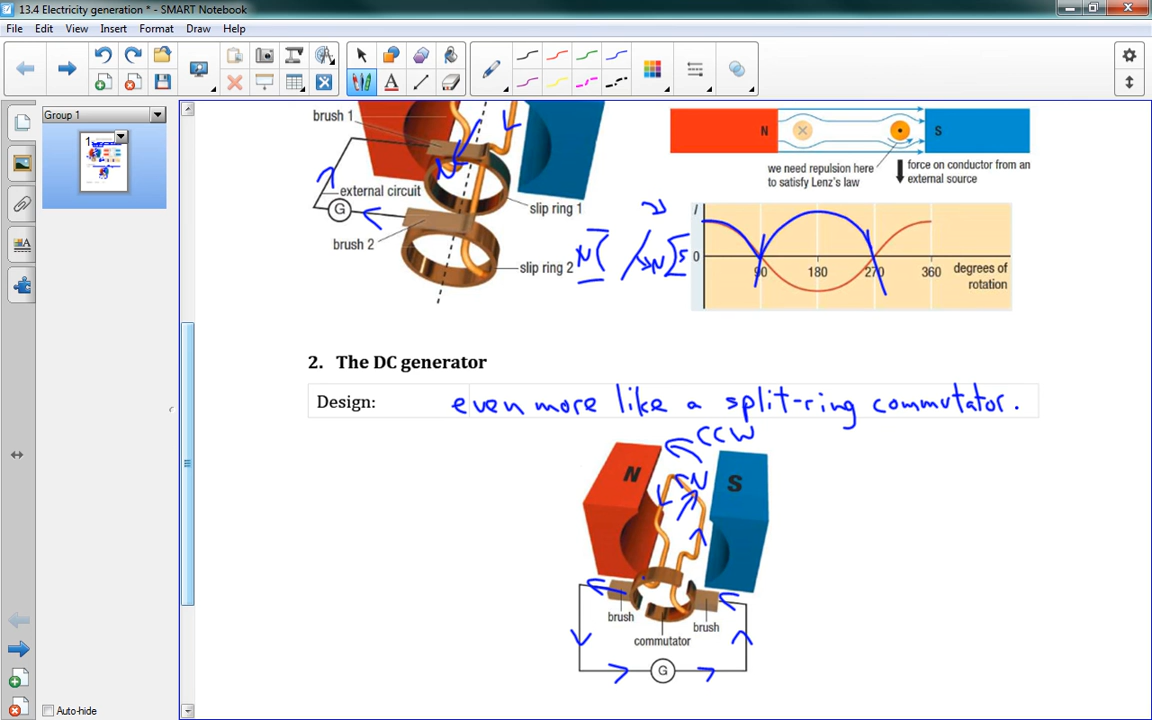 13.4 Electricity generation * - SMART Notebook
File Edit View Insert Format Draw Help
Group 1
1
Auto-hide
brush 1
external circuit
G
slip ring 1
brush 2
slip ring 2
N
N S
N S
we need repulsion here
to satisfy Lenz's law
force on conductor from an
external source
I
0
90 180 270 360
degrees of
rotation
2. The DC generator
Design: even more like a split-ring commutator.
CCW
N
N
S
brush
brush
commutator
G